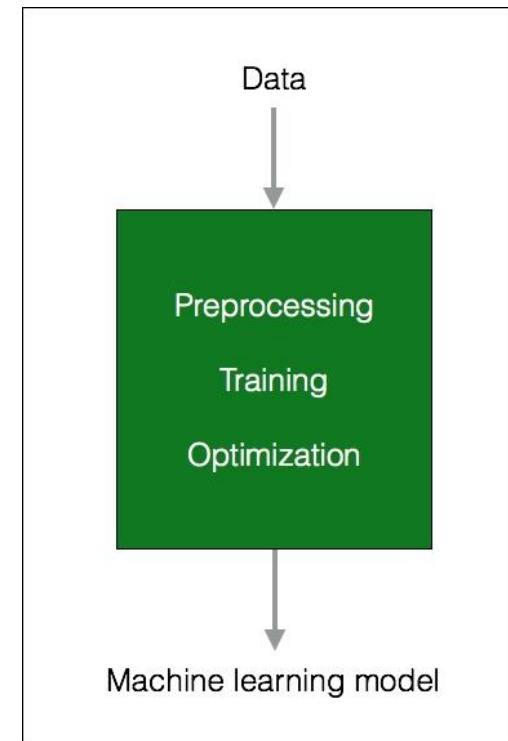 Data
Preprocessing
Training
Optimization
Machine learning model